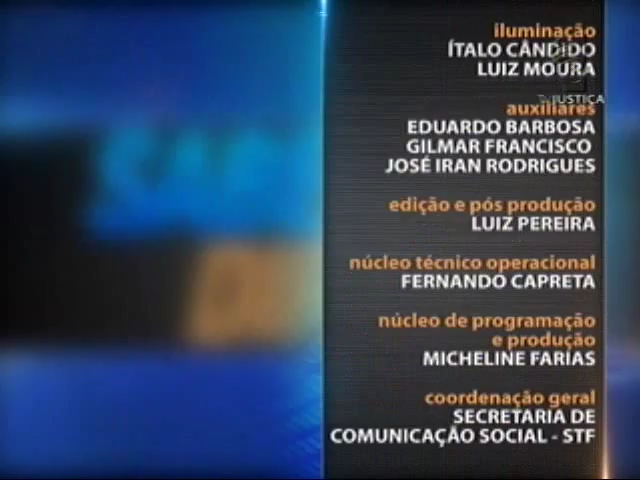 iluminação
ÍTALO CÂNDIDO
LUIZ MOURA
JUSTIÇA
auxiliares
EDUARDO BARBOSA
GILMAR FRANCISCO
JOSÉ IRAN RODRIGUES
edição e pós produção
LUIZ PEREIRA
núcleo técnico operacional
FERNANDO CAPRETA
núcleo de programação
e produção
MICHELINE FARIAS
coordenação geral
SECRETARIA DE
COMUNICAÇÃO SOCIAL - STF